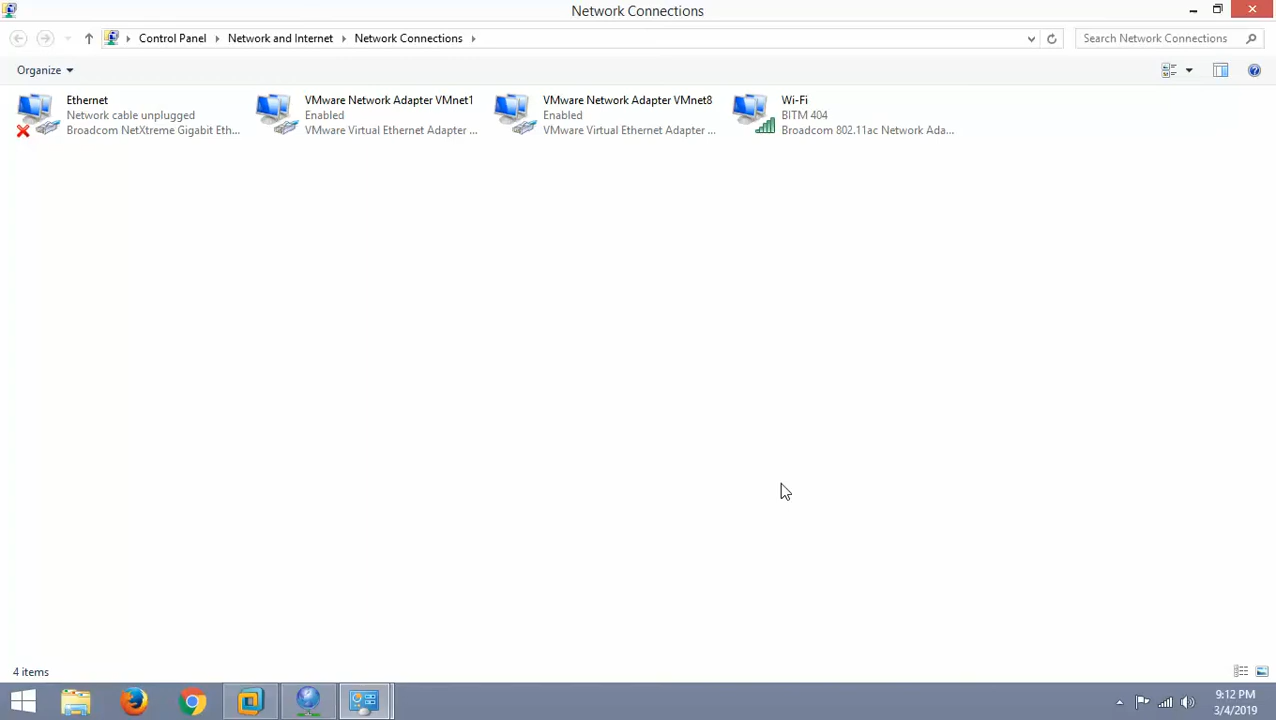 Network Connections
Control Panel Network and Internet Network Connections
Search Network Connections
Organize
Ethernet
Network cable unplugged
Broadcom NetXtreme Gigabit Eth...
VMware Network Adapter VMnet1
Enabled
VMware Virtual Ethernet Adapter ...
VMware Network Adapter VMnet8
Enabled
VMware Virtual Ethernet Adapter ...
Wi-Fi
BITM 404
Broadcom 802.11ac Network Ada...
4 items
9:12 PM
3/4/2019